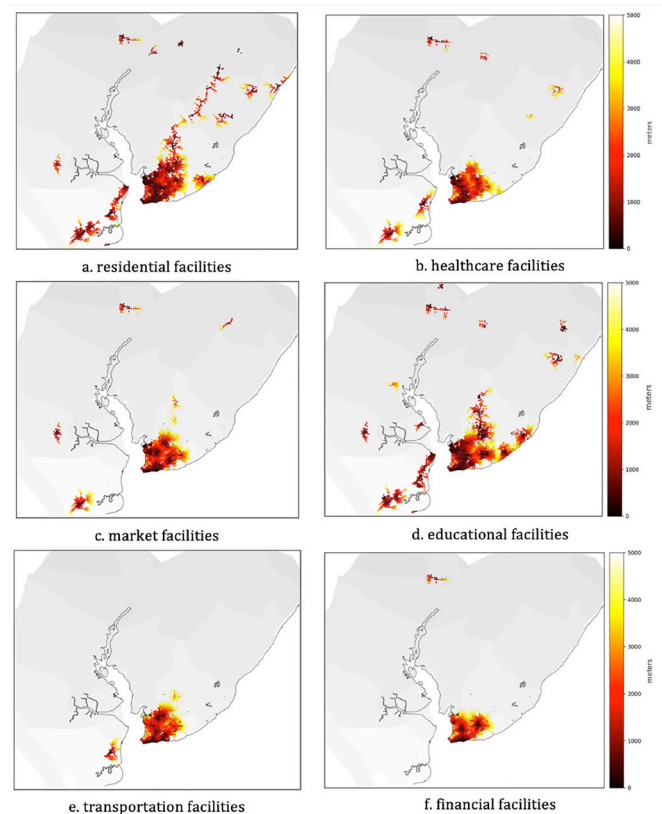 5000
4000
3000
2000
1000
0
meters
a. residential facilities
b. healthcare facilities
5000
4000
3000
2000
1000
0
meters
c. market facilities
d. educational facilities
5000
4000
3000
2000
1000
0
meters
e. transportation facilities
f. financial facilities